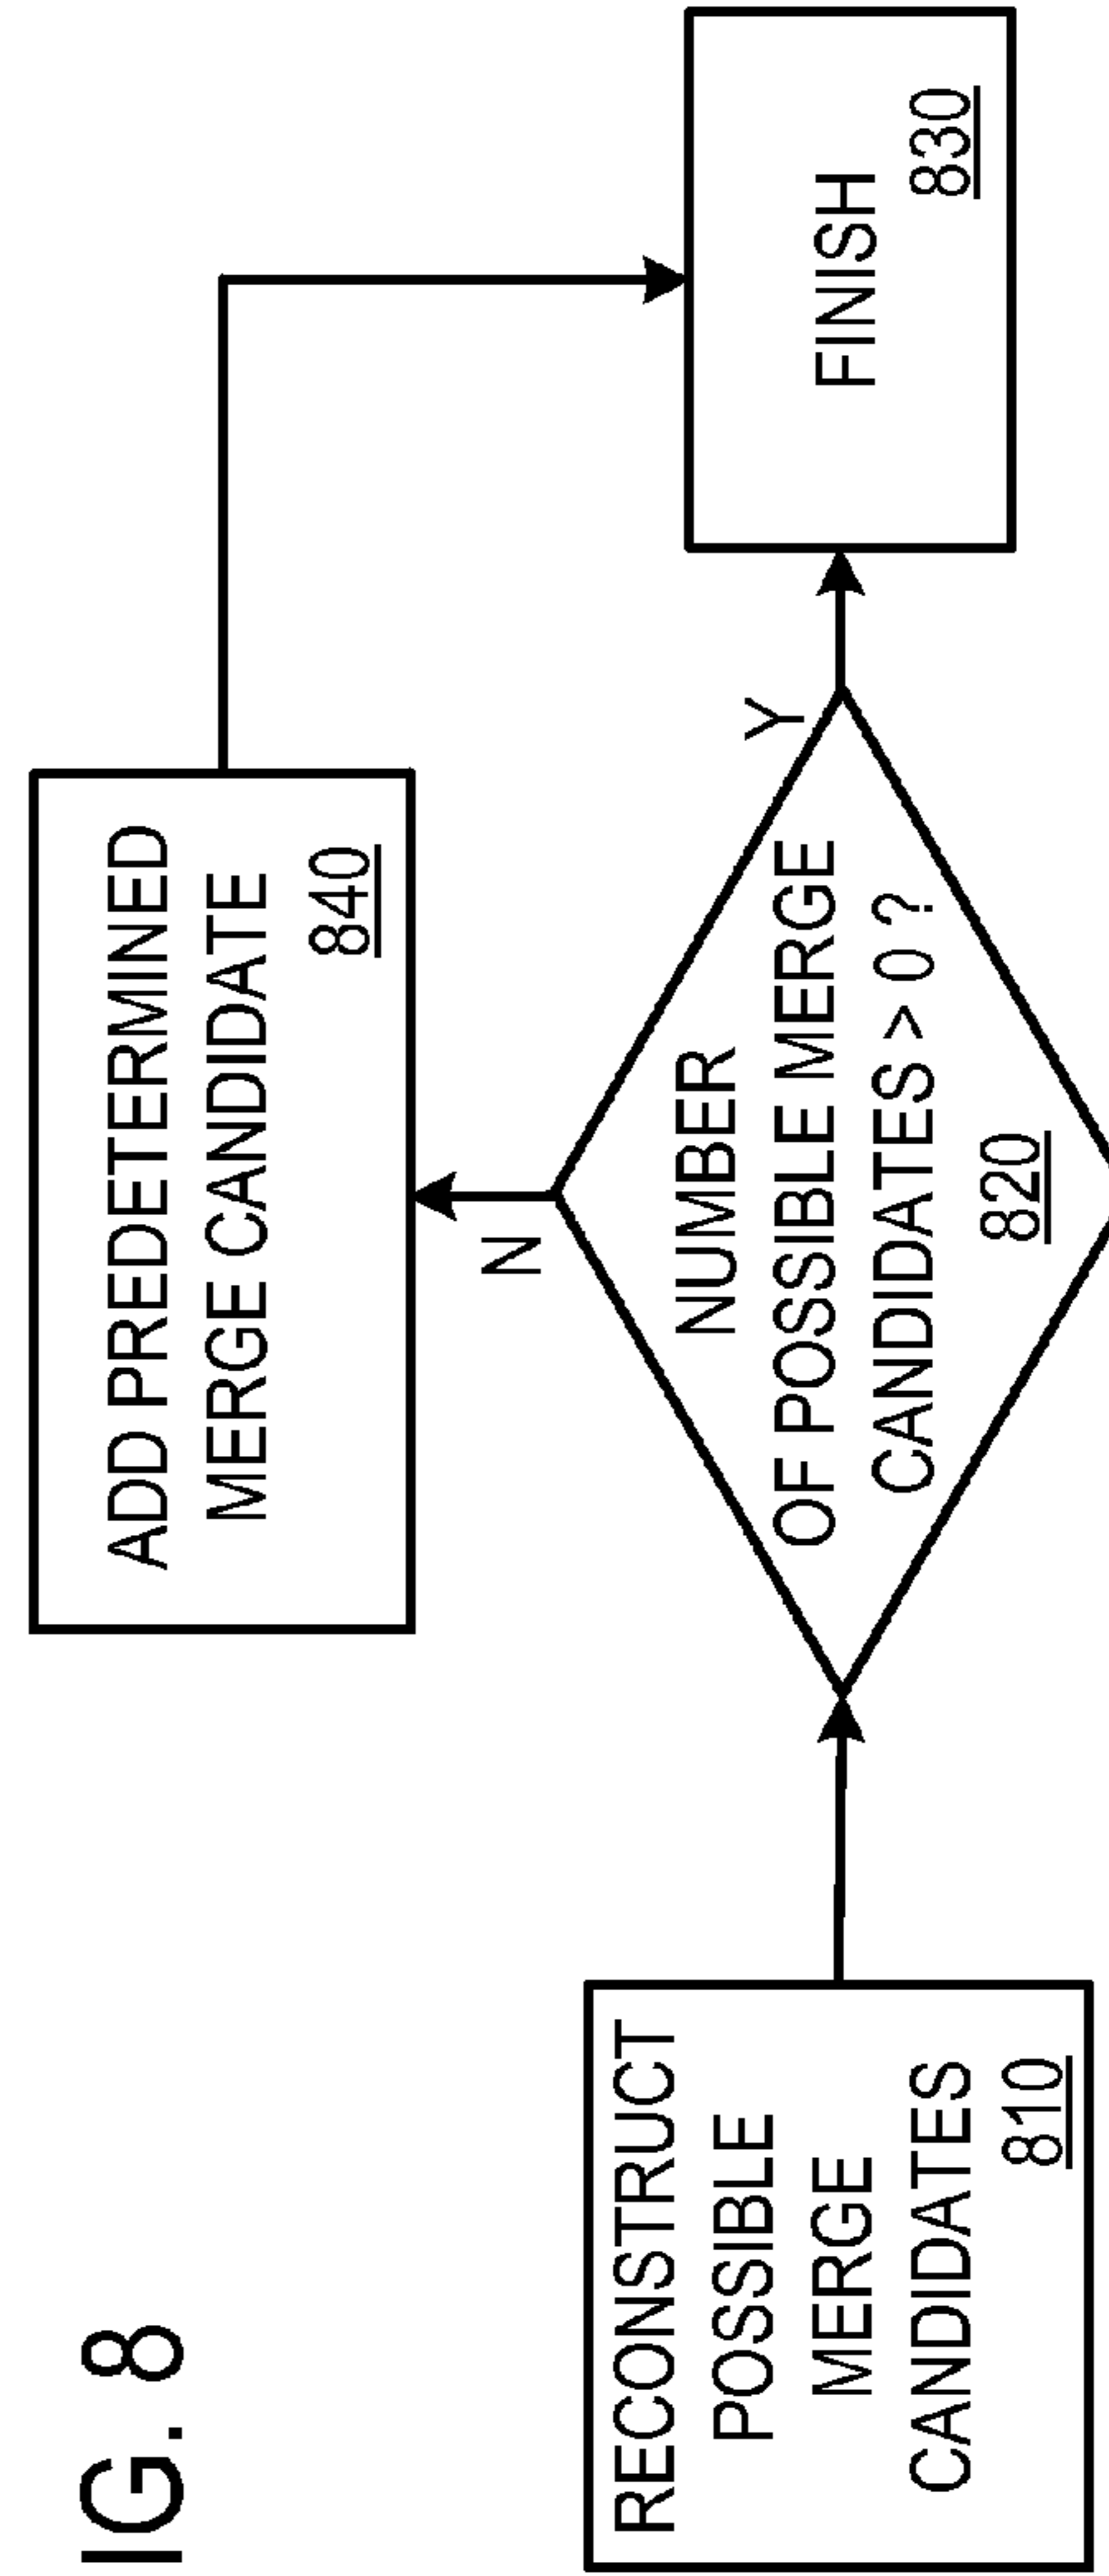 IG. 8
RECONSTRUCT
POSSIBLE
MERGE
CANDIDATES
810
NUMBER
OF POSSIBLE MERGE
CANDIDATES > 0 ?
820
N
Y
ADD PREDETERMINED
MERGE CANDIDATE
840
FINISH
830